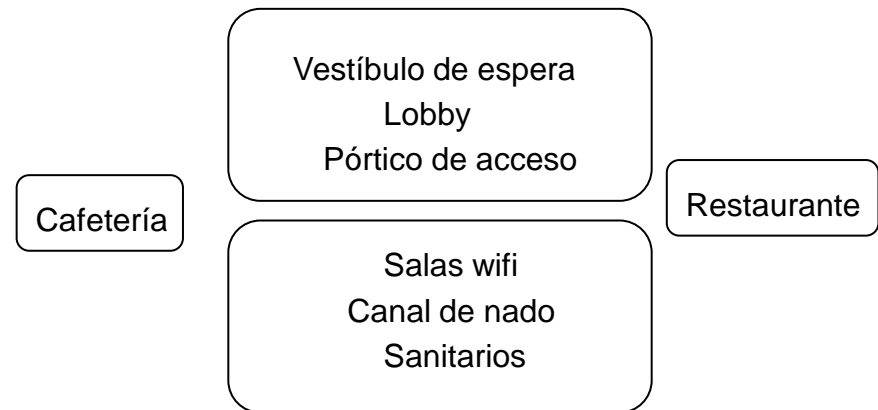 Vestíbulo de espera
Lobby
Pórtico de acceso
Cafetería
Restaurante
Salas wifi
Canal de nado
Sanitarios